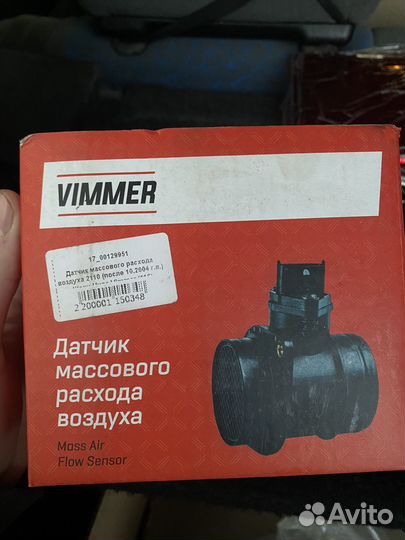 VIMMER
17_00129951
Датчик массового расхода
воздуха 2110 (после 10.2004 г.п.)
2 200001 150348
Датчик
массового
расхода
воздуха
Mass Air
Flow Sensor
Avito